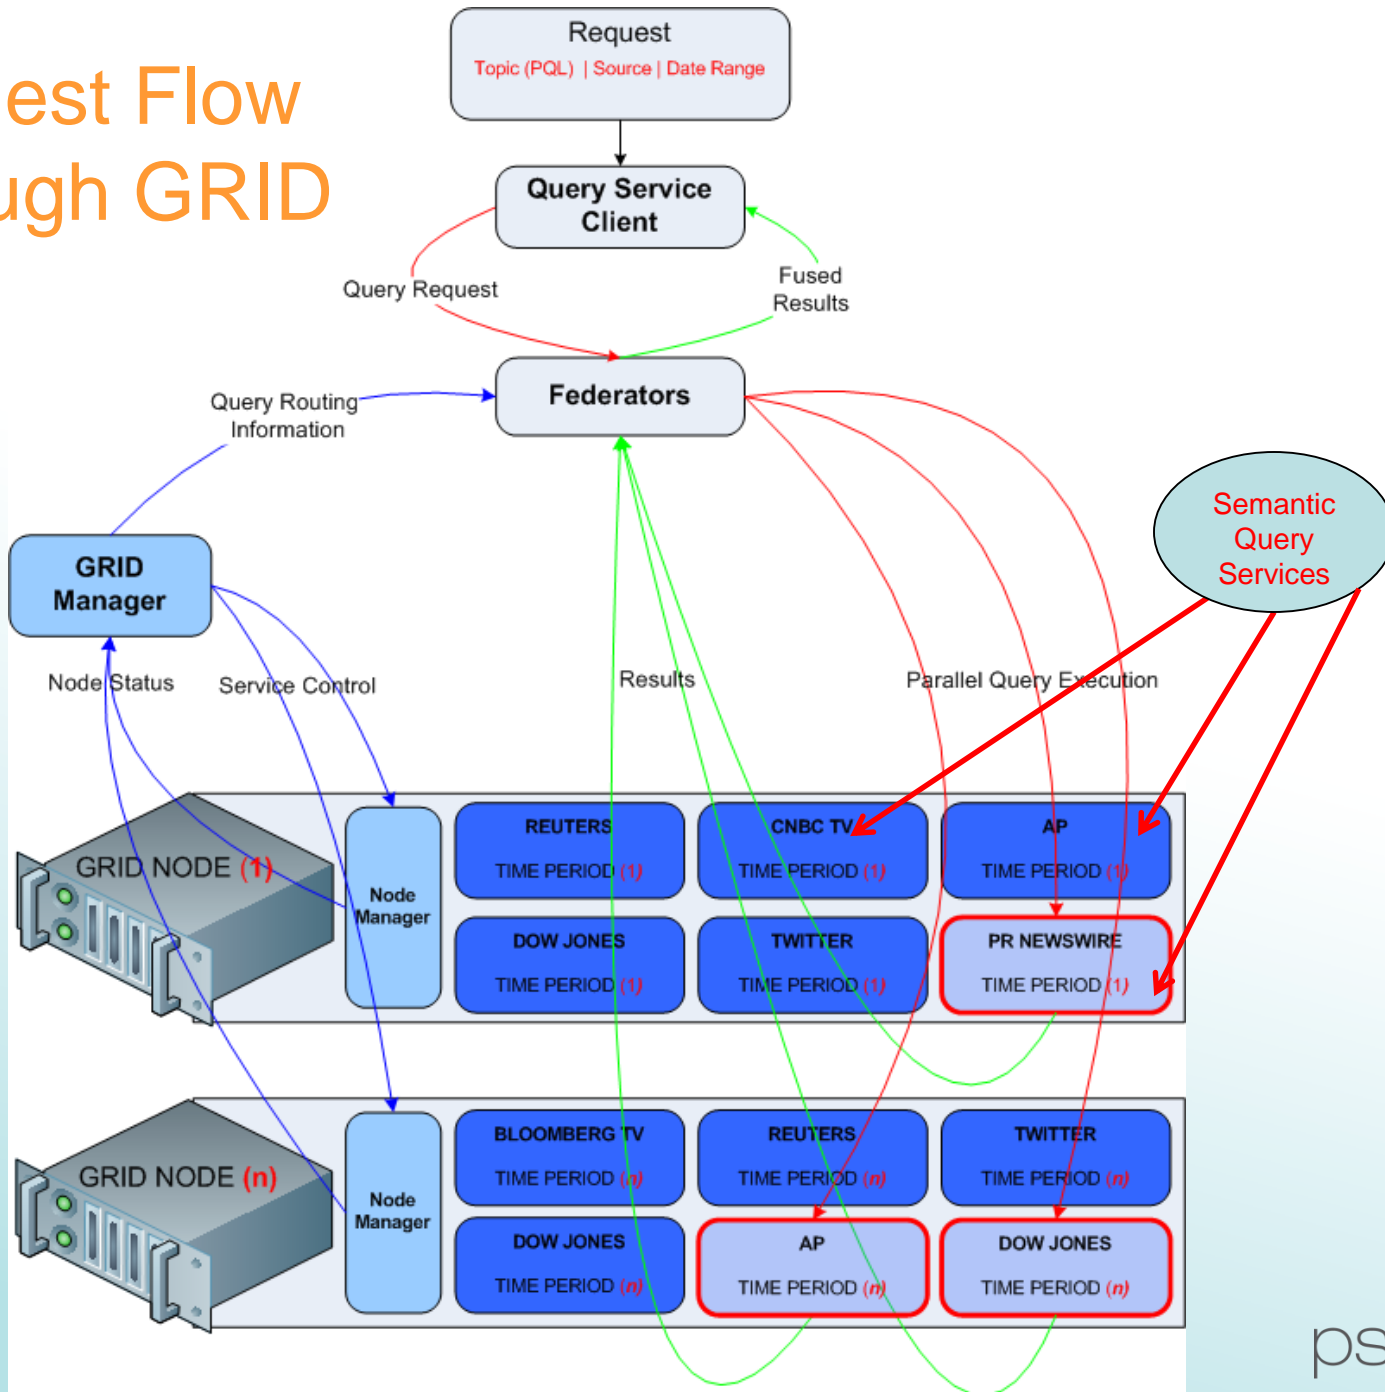 Request
Topic (PQL) | Source | Date Range
est Flow
ugh GRID
Query Service
Client
Query Request
Fused
Results
Federators
Query Routing
Information
Semantic
Query
Services
GRID
Manager
Node Status
Service Control
Results
Parallel Query Execution
GRID NODE (1)
Node
Manager
REUTERS
TIME PERIOD (1)
CNBC TV
TIME PERIOD (1)
AP
TIME PERIOD (1)
DOW JONES
TIME PERIOD (1)
TWITTER
TIME PERIOD (1)
PR NEWSWIRE
TIME PERIOD (1)
GRID NODE (n)
Node
Manager
BLOOMBERG TV
TIME PERIOD (n)
REUTERS
TIME PERIOD (n)
TWITTER
TIME PERIOD (n)
DOW JONES
TIME PERIOD (n)
AP
TIME PERIOD (n)
DOW JONES
TIME PERIOD (n)
ps